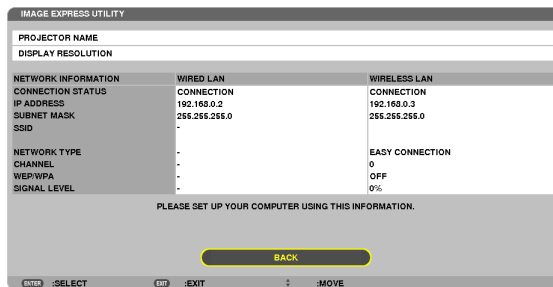 IMAGE EXPRESS UTILITY
PROJECTOR NAME
DISPLAY RESOLUTION
NETWORK INFORMATION WIRED LAN WIRELESS LAN
CONNECTION STATUS CONNECTION CONNECTION
IP ADDRESS 192.168.0.2 192.168.0.3
SUBNET MASK 255.255.255.0 255.255.255.0
SSID -
NETWORK TYPE - EASY CONNECTION
CHANNEL - 0
WEP/WPA - OFF
SIGNAL LEVEL - 0%
PLEASE SET UP YOUR COMPUTER USING THIS INFORMATION.
BACK
ENTER :SELECT EXIT :EXIT :MOVE